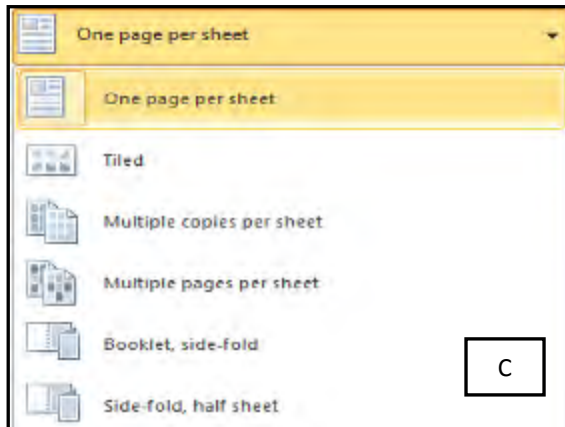 One page per sheet
One page per sheet
Tiled
Multiple copies per sheet
Multiple pages per sheet
Booklet, side-fold
C
Side-fold, half sheet